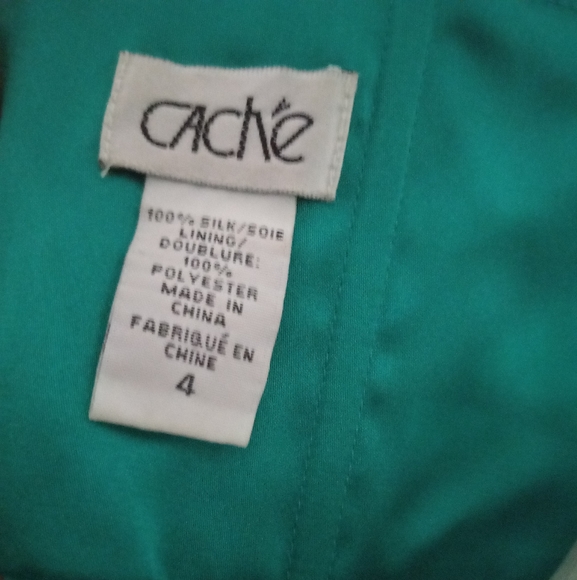 CACHé
100% SILK/SOIE
LINING/
DOUBLURE:
100%
POLYESTER
MADE IN
CHINA
FABRIQUÉ EN
CHINE
4